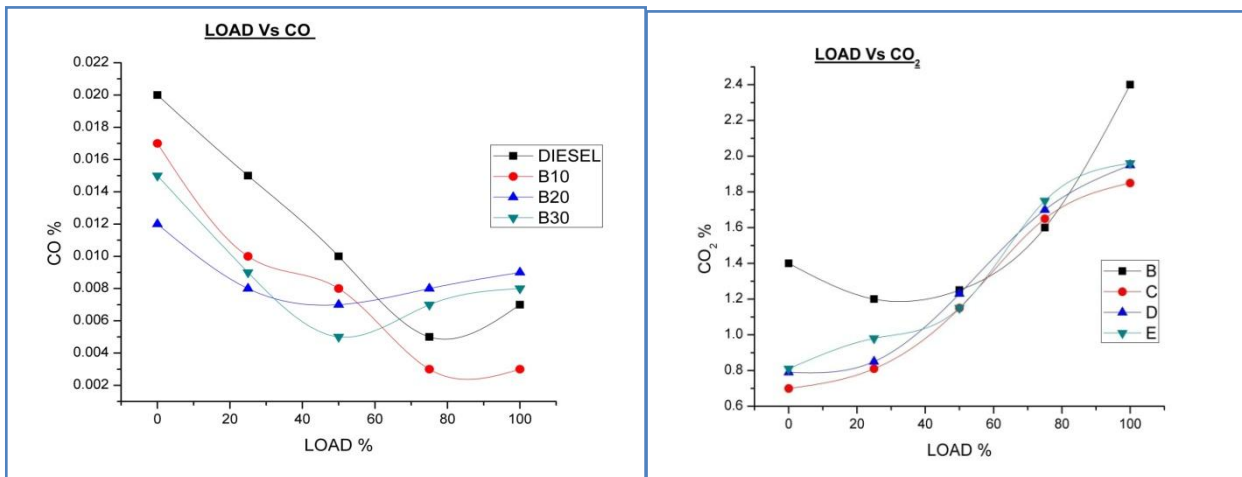 LOAD Vs CO
0.022
0.020
0.018
0.016
0.014
0.012
0.010
0.008
0.006
0.004
0.002
CO %
0 20 40 60 80 100
LOAD %
DIESEL
B10
B20
B30
LOAD Vs CO₂
2.4
2.2
2.0
1.8
1.6
1.4
1.2
1.0
0.8
0.6
CO₂ %
0 20 40 60 80 100
LOAD %
B
C
D
E